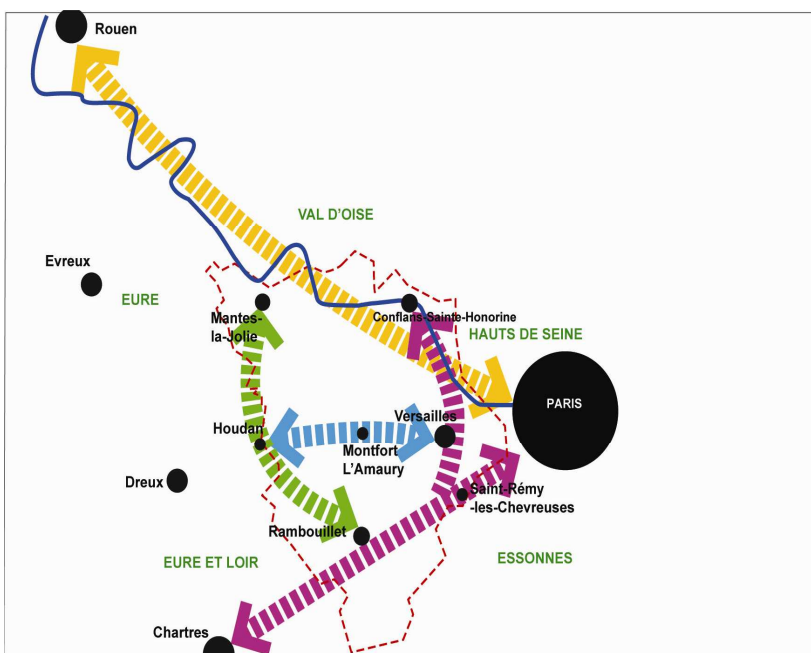 Rouen
VAL D'OISE
Evreux
EURE
Mantes-
la-Jolie
Conflans-Sainte-Honorine
HAUTS DE SEINE
PARIS
Versailles
Houdan
Montfort
L'Amaury
Dreux
Saint-Rémy
-les-Chevreuses
Rambouillet
EURE ET LOIR
ESSONNES
Chartres